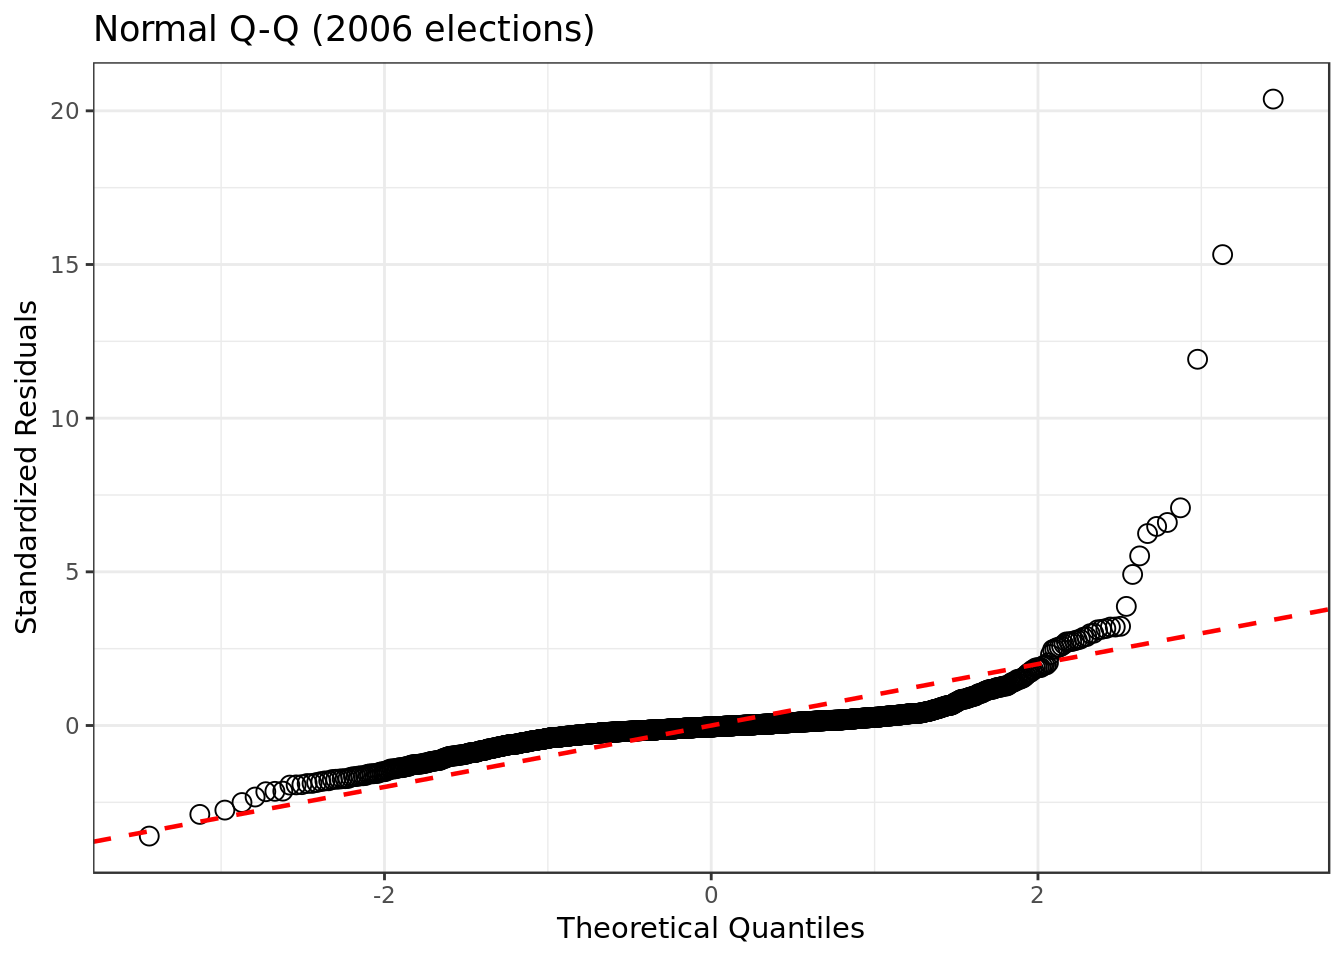 Normal Q-Q (2006 elections)
20
15
10
5
0
Standardized Residuals
-2
0
2
Theoretical Quantiles